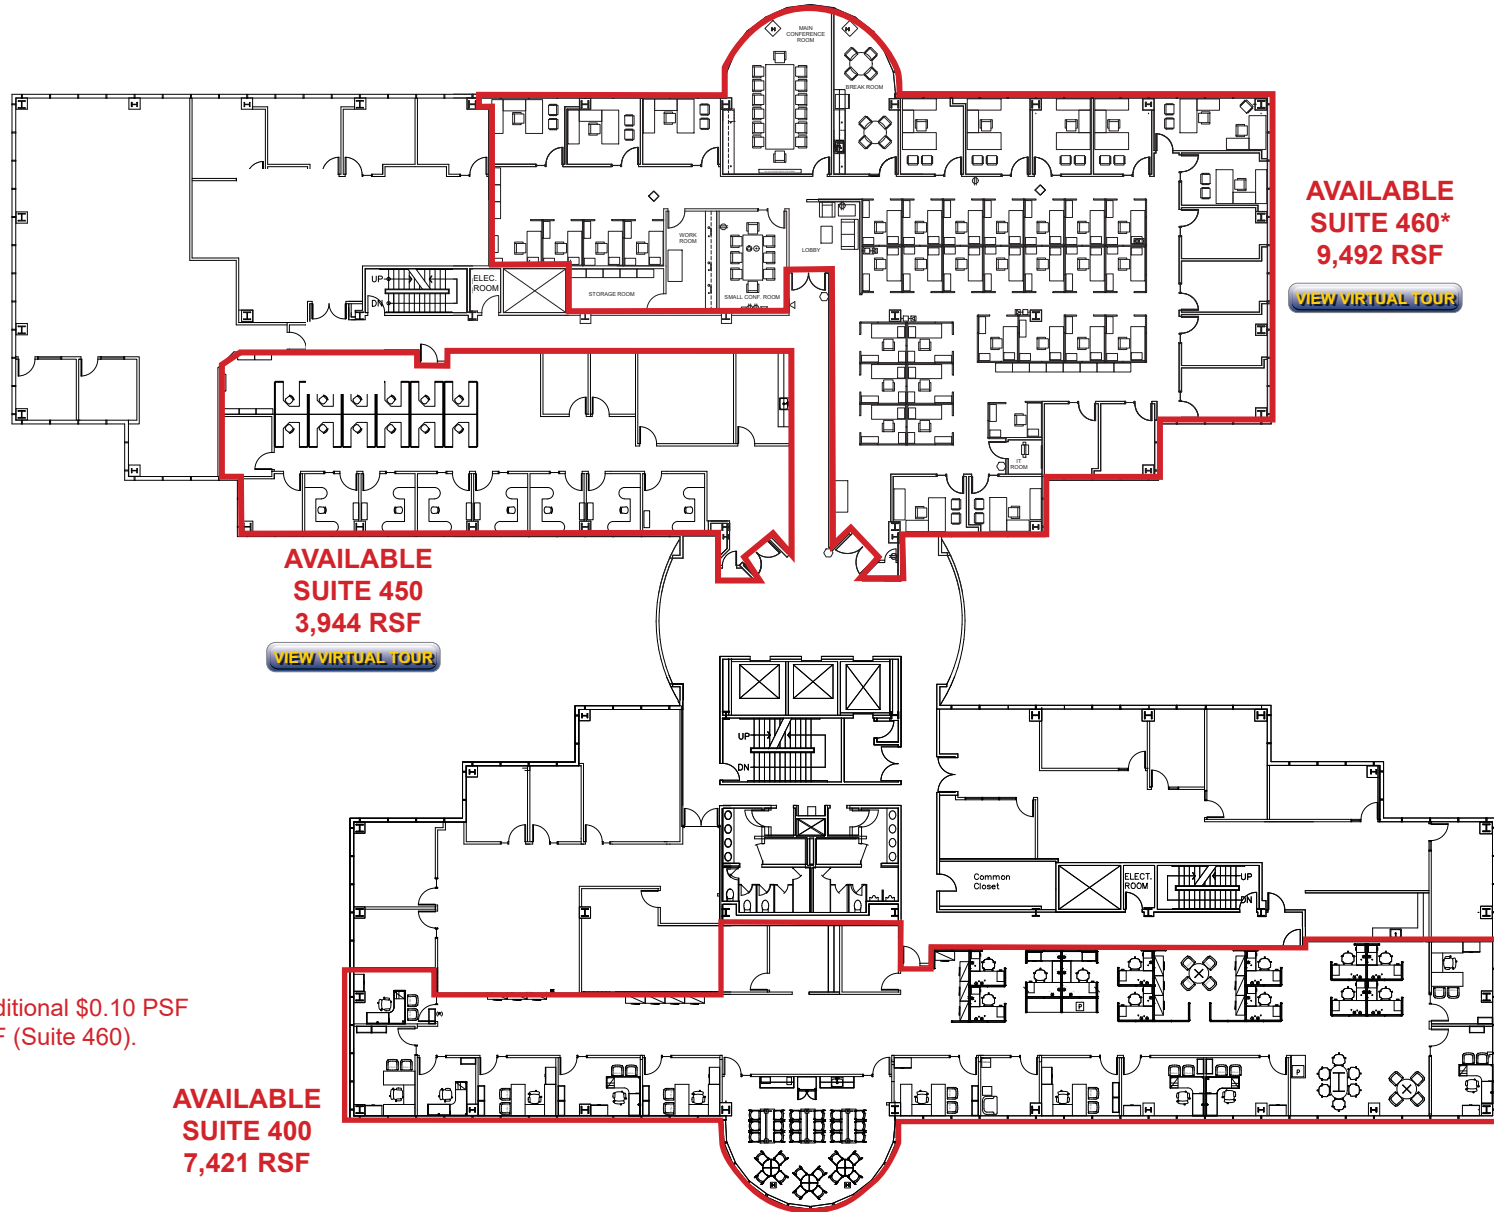 MAIN
CONFERENCE
ROOM
BREAK ROOM
AVAILABLE
SUITE 460*
9,492 RSF
VIEW VIRTUAL TOUR
WORK
ROOM
LOBBY
UP
DN
ELEC.
ROOM
STORAGE ROOM
SMALL CONF. ROOM
IT
ROOM
AVAILABLE
SUITE 450
3,944 RSF
VIEW VIRTUAL TOUR
UP
DN
Common
Closet
ELECT.
ROOM
UP
DN
P
ditional $0.10 PSF
F (Suite 460).
P
AVAILABLE
SUITE 400
7,421 RSF